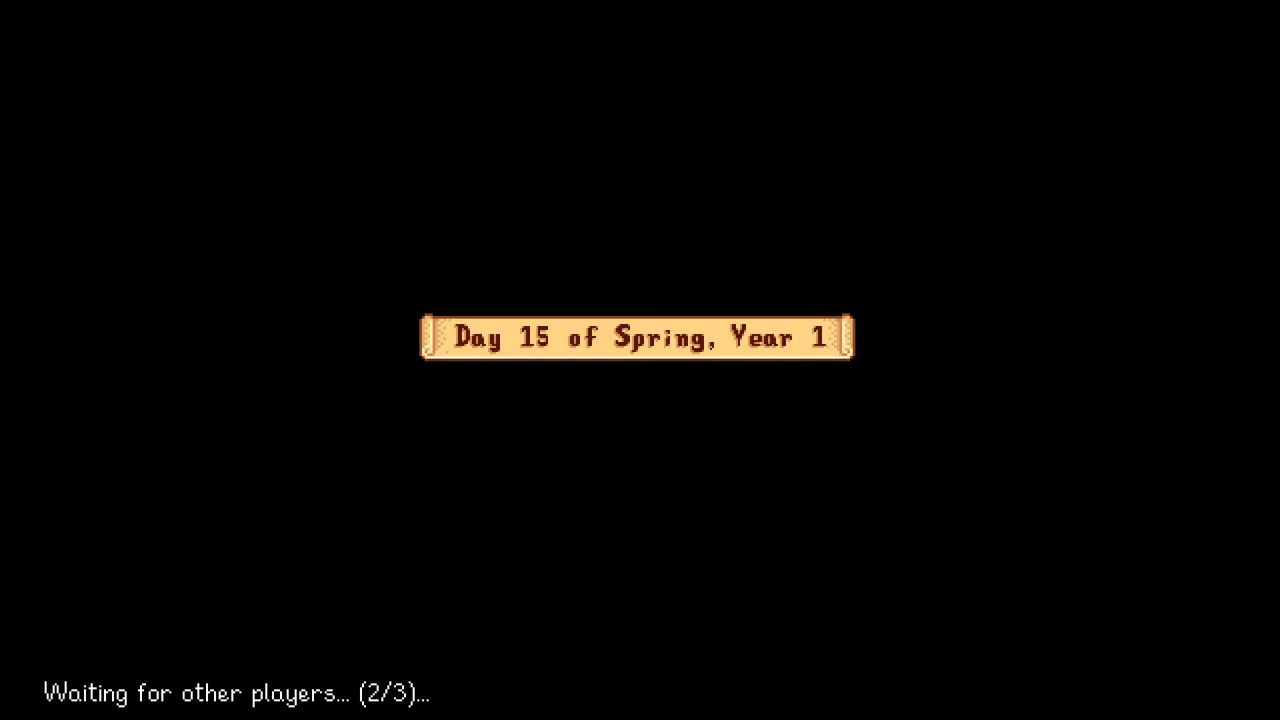 Day 15 of Spring, Year 1
Waiting for other players... (2/3)...